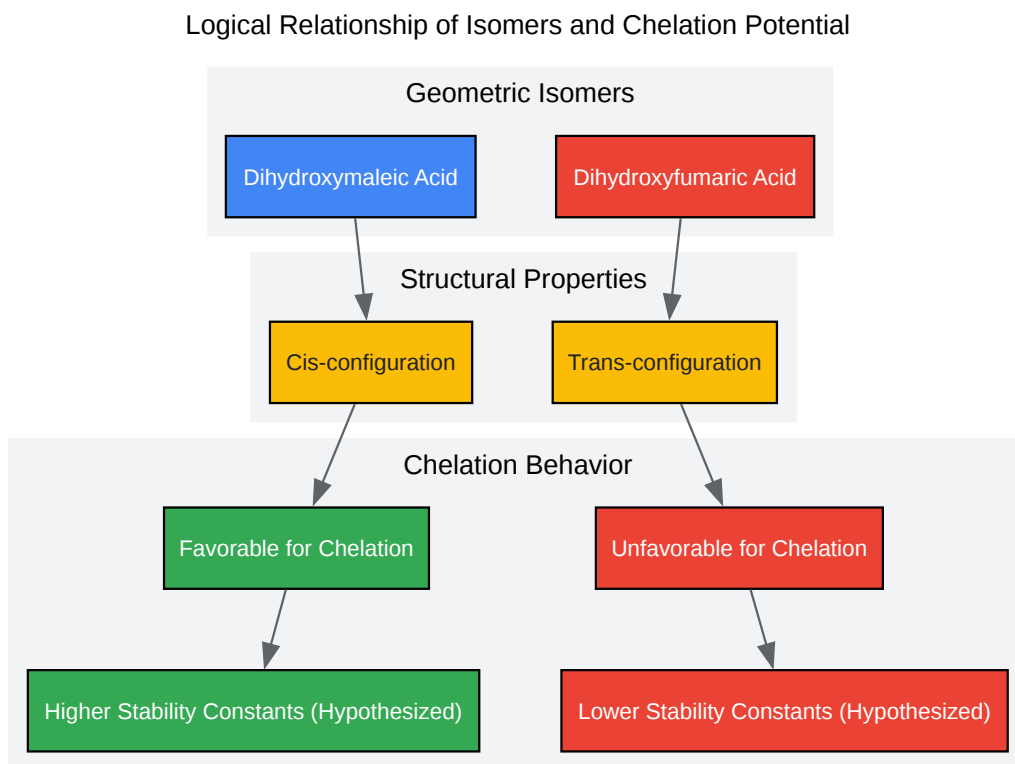 Logical Relationship of Isomers and Chelation Potential
Geometric Isomers
Dihydroxymaleic Acid
Dihydroxyfumaric Acid
Structural Properties
Cis-configuration
Trans-configuration
Chelation Behavior
Favorable for Chelation
Unfavorable for Chelation
Higher Stability Constants (Hypothesized)
Lower Stability Constants (Hypothesized)